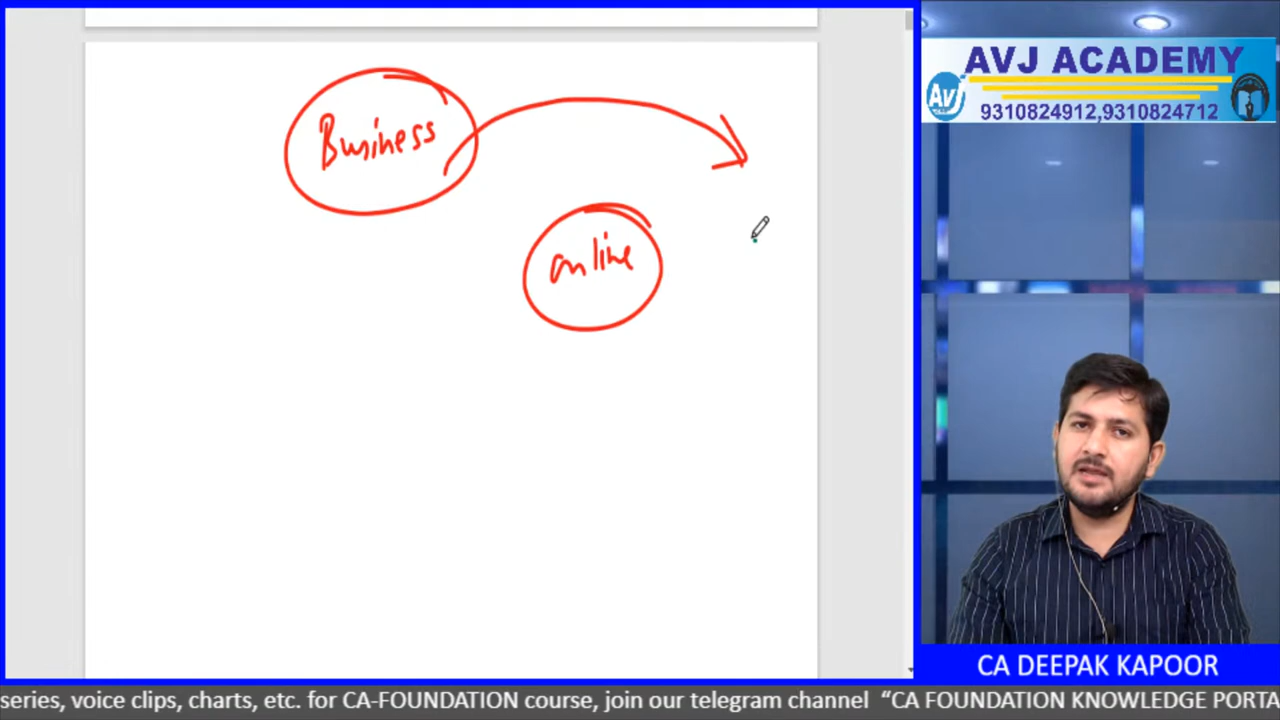 Business
online
AVJ ACADEMY
AVJ
9310824912,9310824712
CA DEEPAK KAPOOR
series, voice clips, charts, etc. for CA-FOUNDATION course, join our telegram channel “CA FOUNDATION KNOWLEDGE PORTA